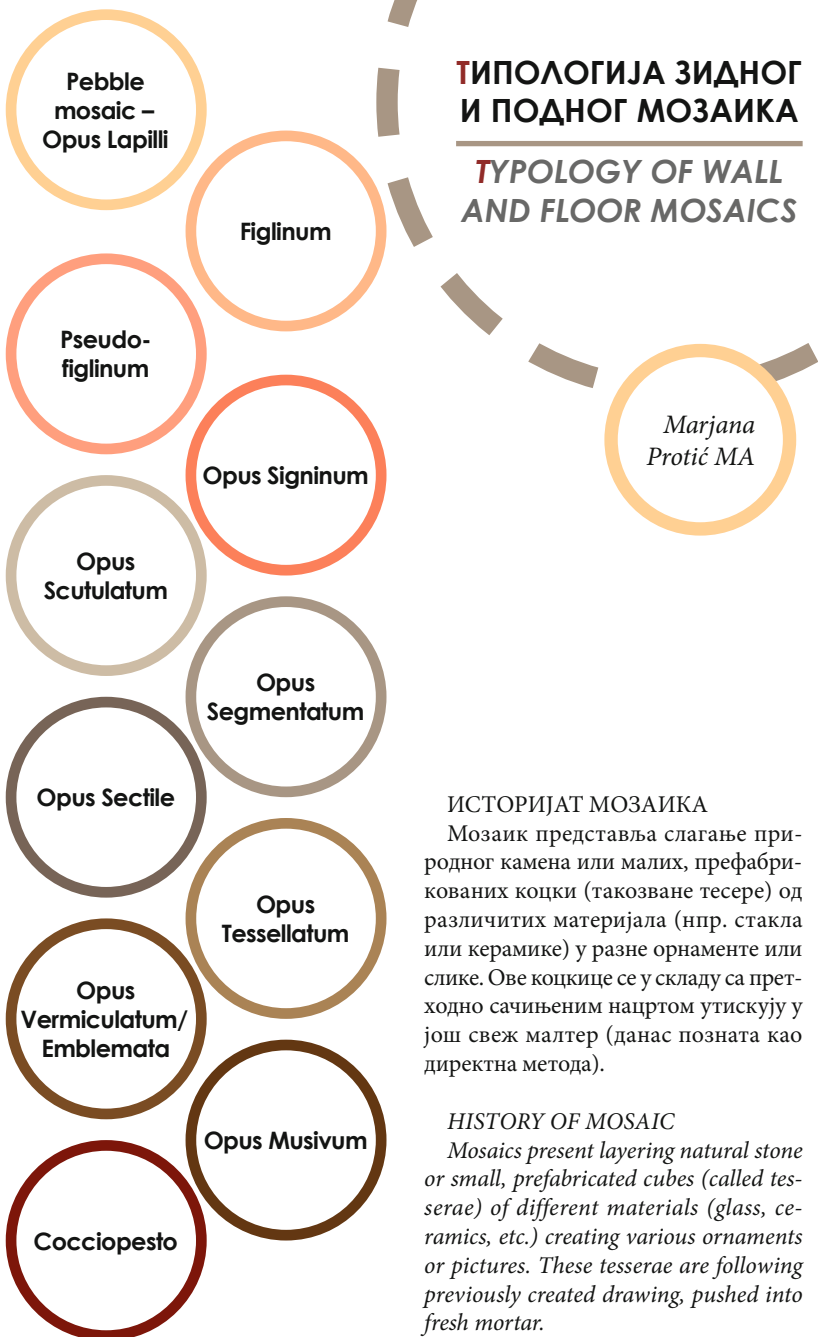 ТИПОЛОГИЈА ЗИДНОГ
И ПОДНОГ МОЗАИКА
TYPOLOGY OF WALL
AND FLOOR MOSAICS
Marjana
Protić MA
Pebble
mosaic –
Opus Lapilli
Figlinum
Pseudo-
figlinum
Opus Signinum
Opus
Scutulatum
Opus
Segmentatum
Opus Sectile
Opus
Tessellatum
Opus
Vermiculatum/
Emblemata
Opus Musivum
Cocciopesto
ИСТОРИЈАТ МОЗАИКА
Мозаик представља слагање при-
родног камена или малих, префабри-
кованих коцки (такозване тесере) од
различитих материјала (нпр. стакла
или керамике) у разне орнаменте или
слике. Ове коцкице се у складу са прет-
ходно сачињеним нацртом утискују у
још свеж малтер (данас позната као
директна метода).
HISTORY OF MOSAIC
Mosaics present layering natural stone
or small, prefabricated cubes (called tes-
serae) of different materials (glass, ce-
ramics, etc.) creating various ornaments
or pictures. These tesserae are following
previously created drawing, pushed into
fresh mortar.